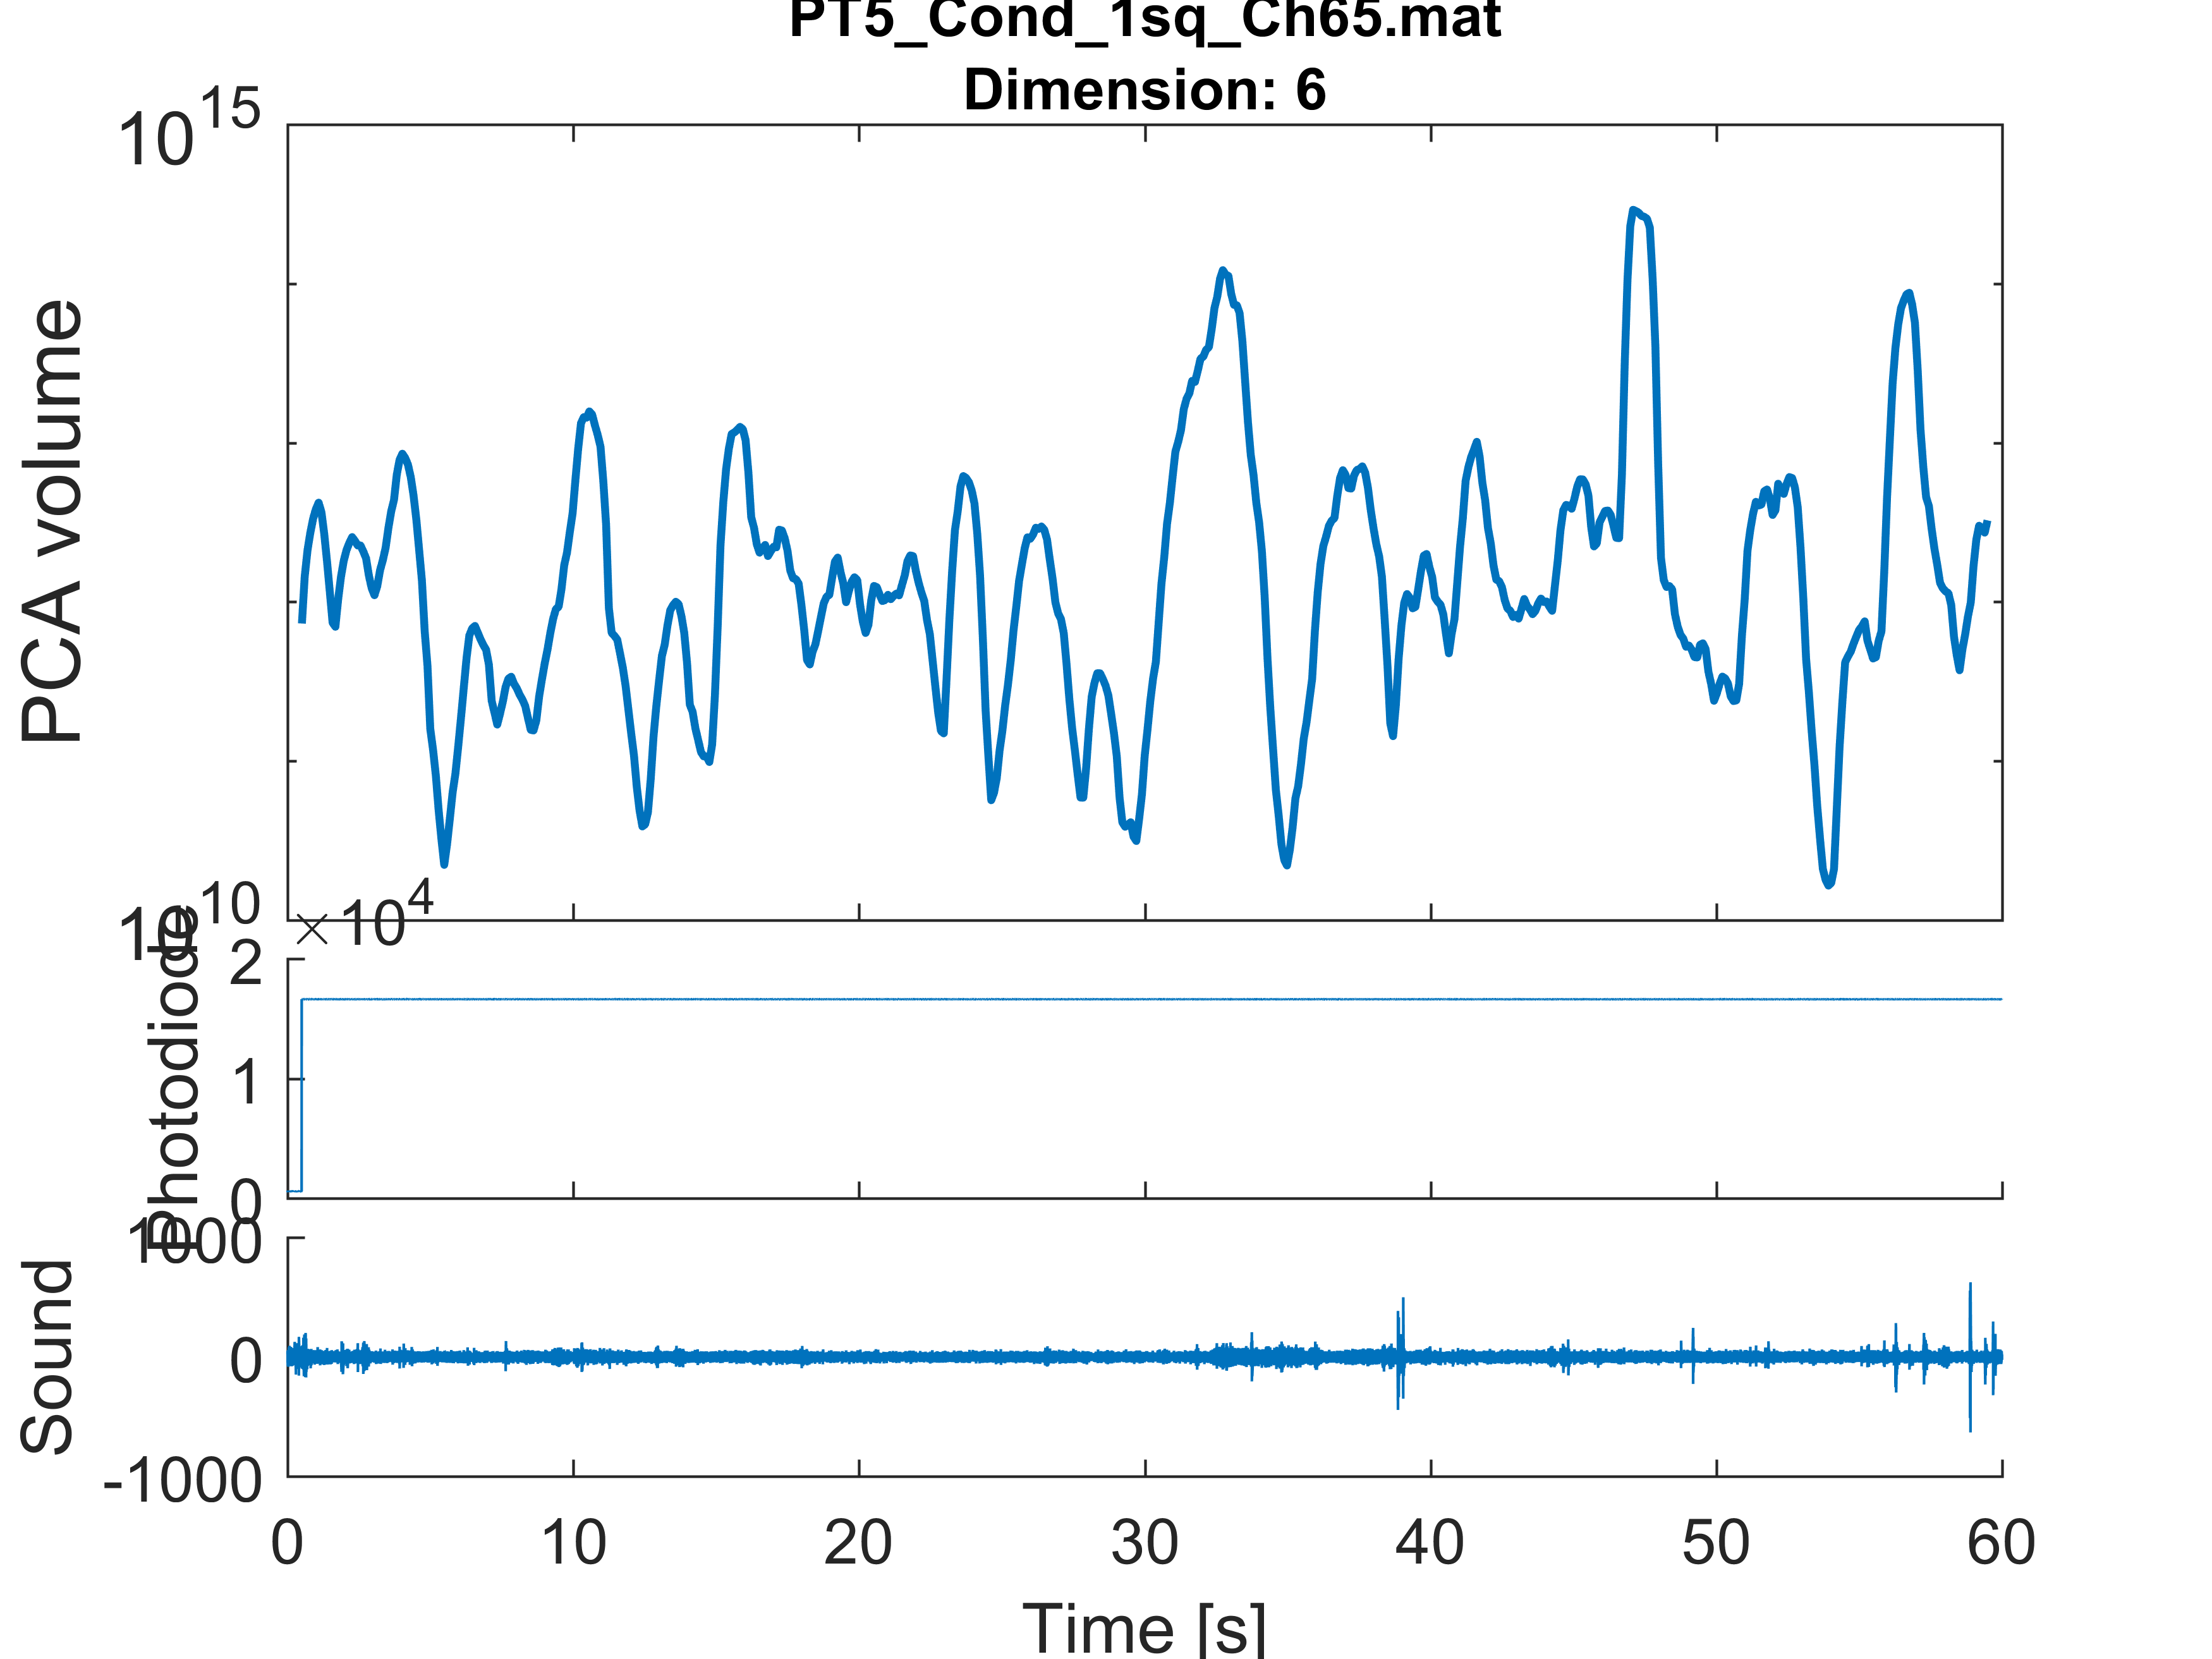 PT5_Cond_1sq_Ch65.mat
Dimension: 6
10^15
PCA volume
10^10
×10^4
Photodiode
2
1
0
Sound
1000
0
-1000
0 10 20 30 40 50 60
Time [s]